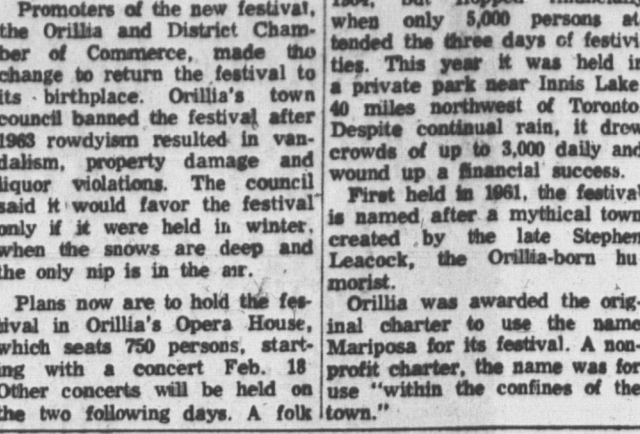 Promoters of the new festival,
the Orillia and District Cham-
ber of Commerce, made the
change to return the festival to
its birthplace. Orillia's town
council banned the festival after
1963 rowdyism resulted in van-
dalism, property damage and
liquor violations. The council
said it would favor the festival
only if it were held in winter,
when the snows are deep and
the only nip is in the air.
Plans now are to hold the fes-
tival in Orillia's Opera House,
which seats 750 persons, start-
ing with a concert Feb. 18
Other concerts will be held on
the two following days. A folk
1964, but flopped financially
when only 5,000 persons at
tended the three days of festivi
ties. This year it was held in
a private park near Innis Lake
40 miles northwest of Toronto
Despite continual rain, it drew
crowds of up to 3,000 daily and
wound up a financial success.
First held in 1961, the festiva
is named after a mythical town
created by the late Stephen
Leacock, the Orillia-born hu
morist.
Orillia was awarded the orig-
inal charter to use the name
Mariposa for its festival. A non-
profit charter, the name was for
use "within the confines of the
town."